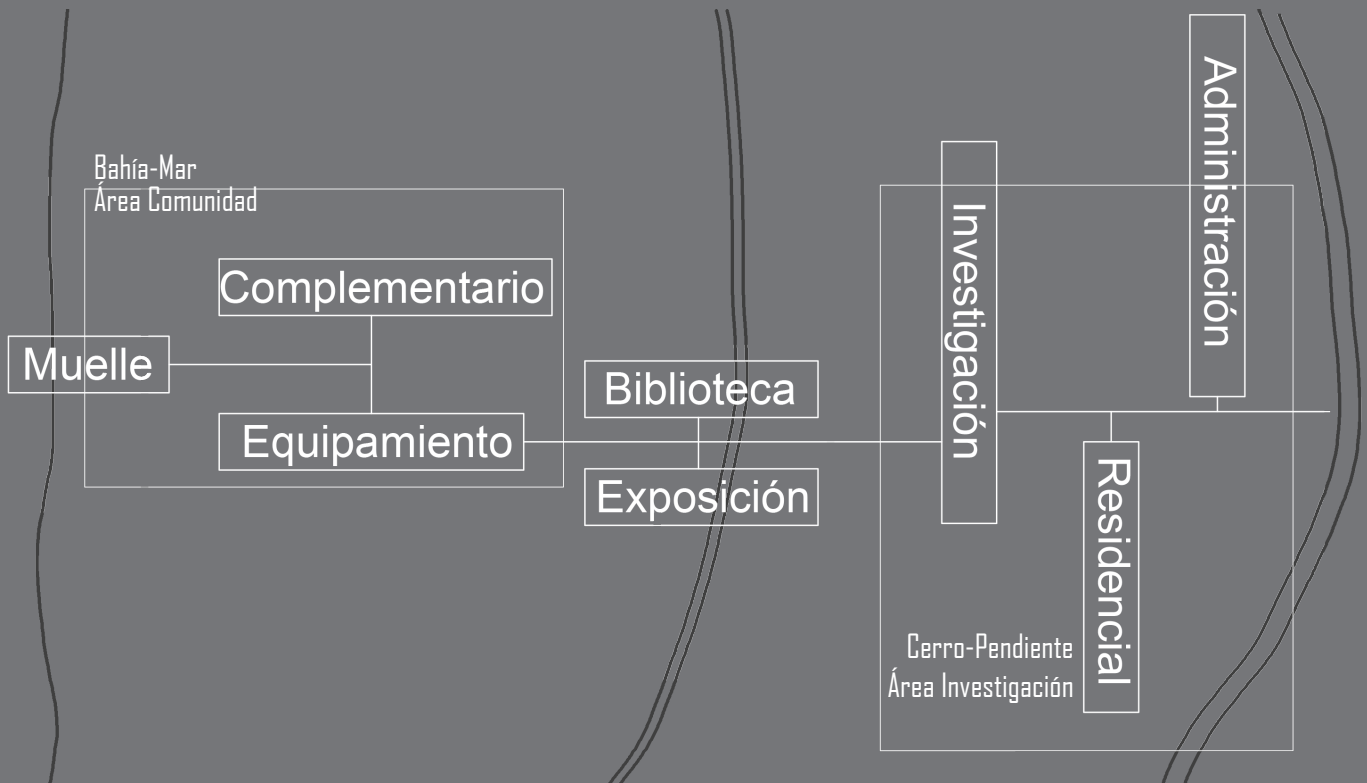 Bahía-Mar
Área Comunidad
Complementario
Muelle
Equipamiento
Biblioteca
Exposición
Investigación
Administración
Residencial
Cerro-Pendiente
Área Investigación